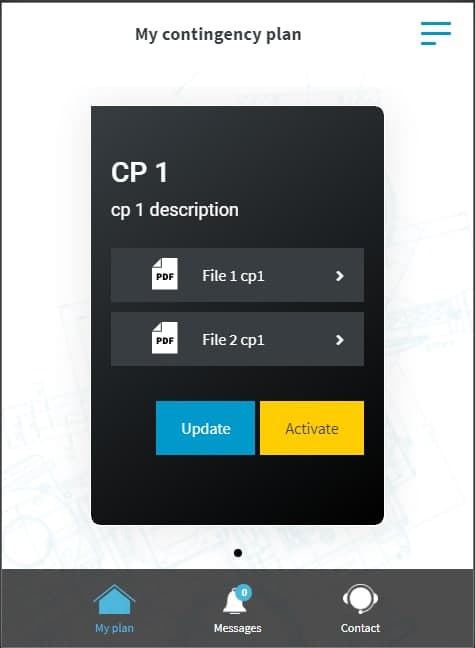 My contingency plan
CP 1
cp 1 description
PDF File 1 cp1
PDF File 2 cp1
Update Activate
0
My plan Messages Contact